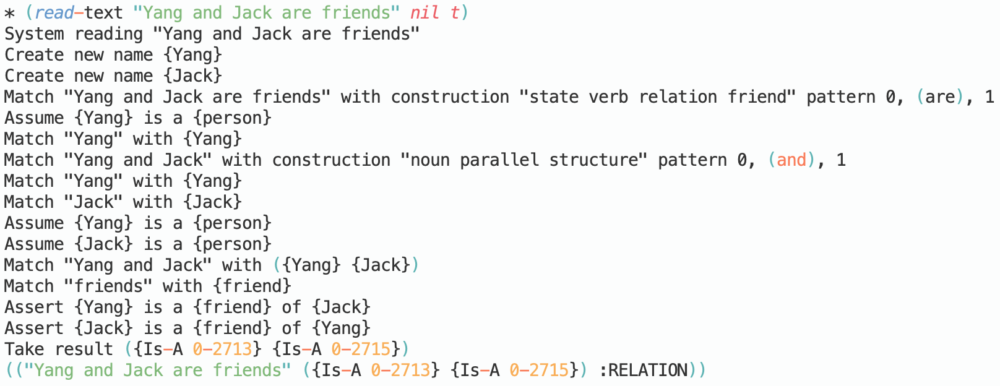 * (read-text "Yang and Jack are friends" nil t)
System reading "Yang and Jack are friends"
Create new name {Yang}
Create new name {Jack}
Match "Yang and Jack are friends" with construction "state verb relation friend" pattern 0, (are), 1
Assume {Yang} is a {person}
Match "Yang" with {Yang}
Match "Yang and Jack" with construction "noun parallel structure" pattern 0, (and), 1
Match "Yang" with {Yang}
Match "Jack" with {Jack}
Assume {Yang} is a {person}
Assume {Jack} is a {person}
Match "Yang and Jack" with ({Yang} {Jack})
Match "friends" with {friend}
Assert {Yang} is a {friend} of {Jack}
Assert {Jack} is a {friend} of {Yang}
Take result ({Is-A 0-2713} {Is-A 0-2715})
(("Yang and Jack are friends" ({Is-A 0-2713} {Is-A 0-2715}) :RELATION))